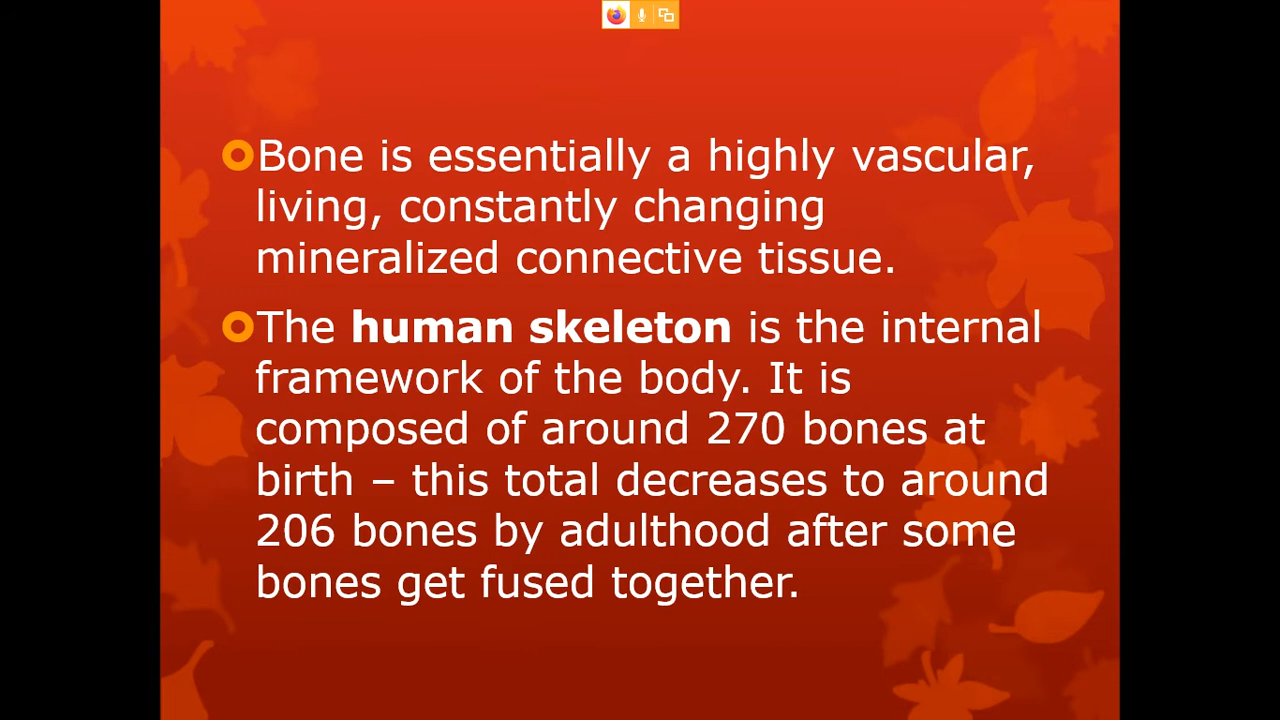 Bone is essentially a highly vascular,
living, constantly changing
mineralized connective tissue.
The human skeleton is the internal
framework of the body. It is
composed of around 270 bones at
birth – this total decreases to around
206 bones by adulthood after some
bones get fused together.